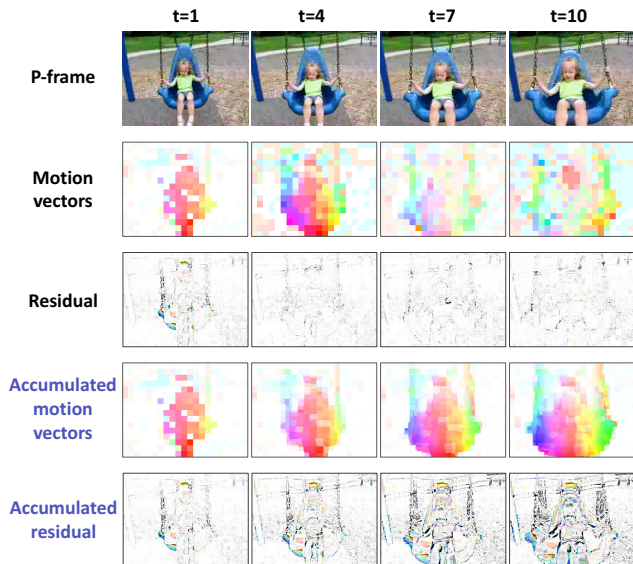 t=1 t=4 t=7 t=10
P-frame
Motion
vectors
Residual
Accumulated
motion
vectors
Accumulated
residual